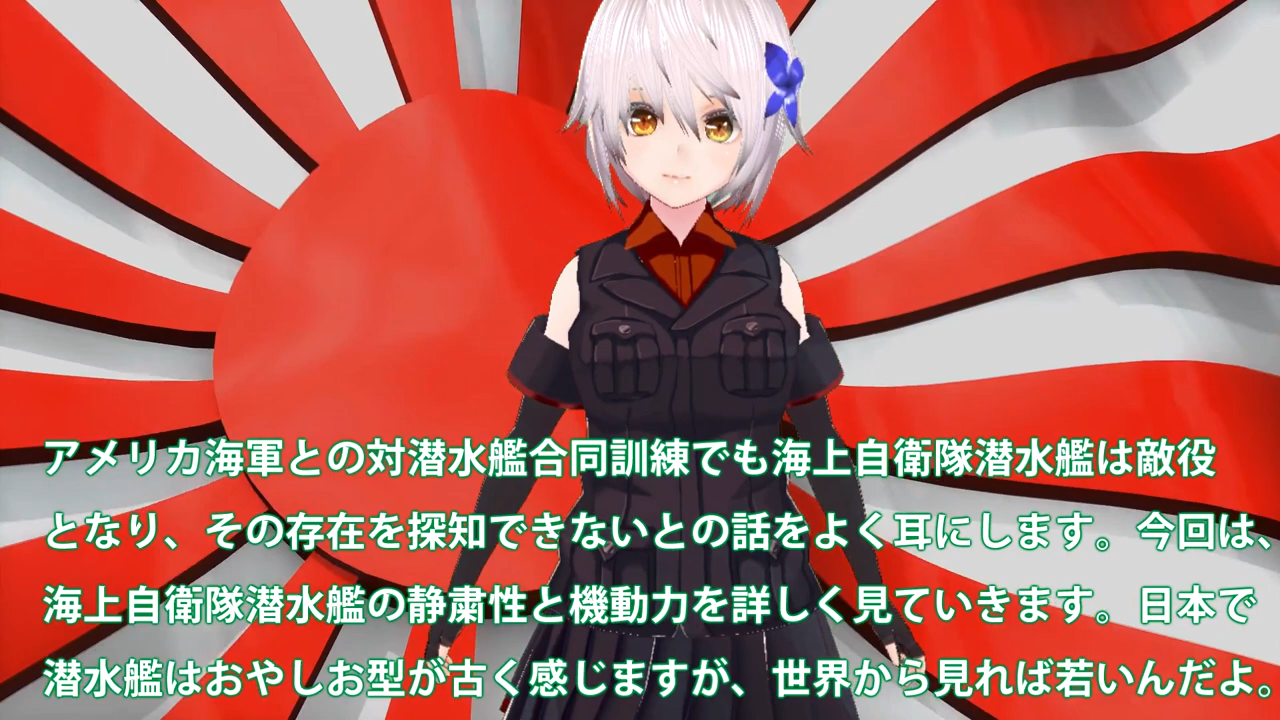 アメリカ海軍との対潜水艦合同訓練でも海上自衛隊潜水艦は敵役
となり、その存在を探知できないとの話をよく耳にします。今回は、
海上自衛隊潜水艦の静粛性と機動力を詳しく見ていきます。日本で
潜水艦はおやしお型が古く感じますが、世界から見れば若いんだよ。